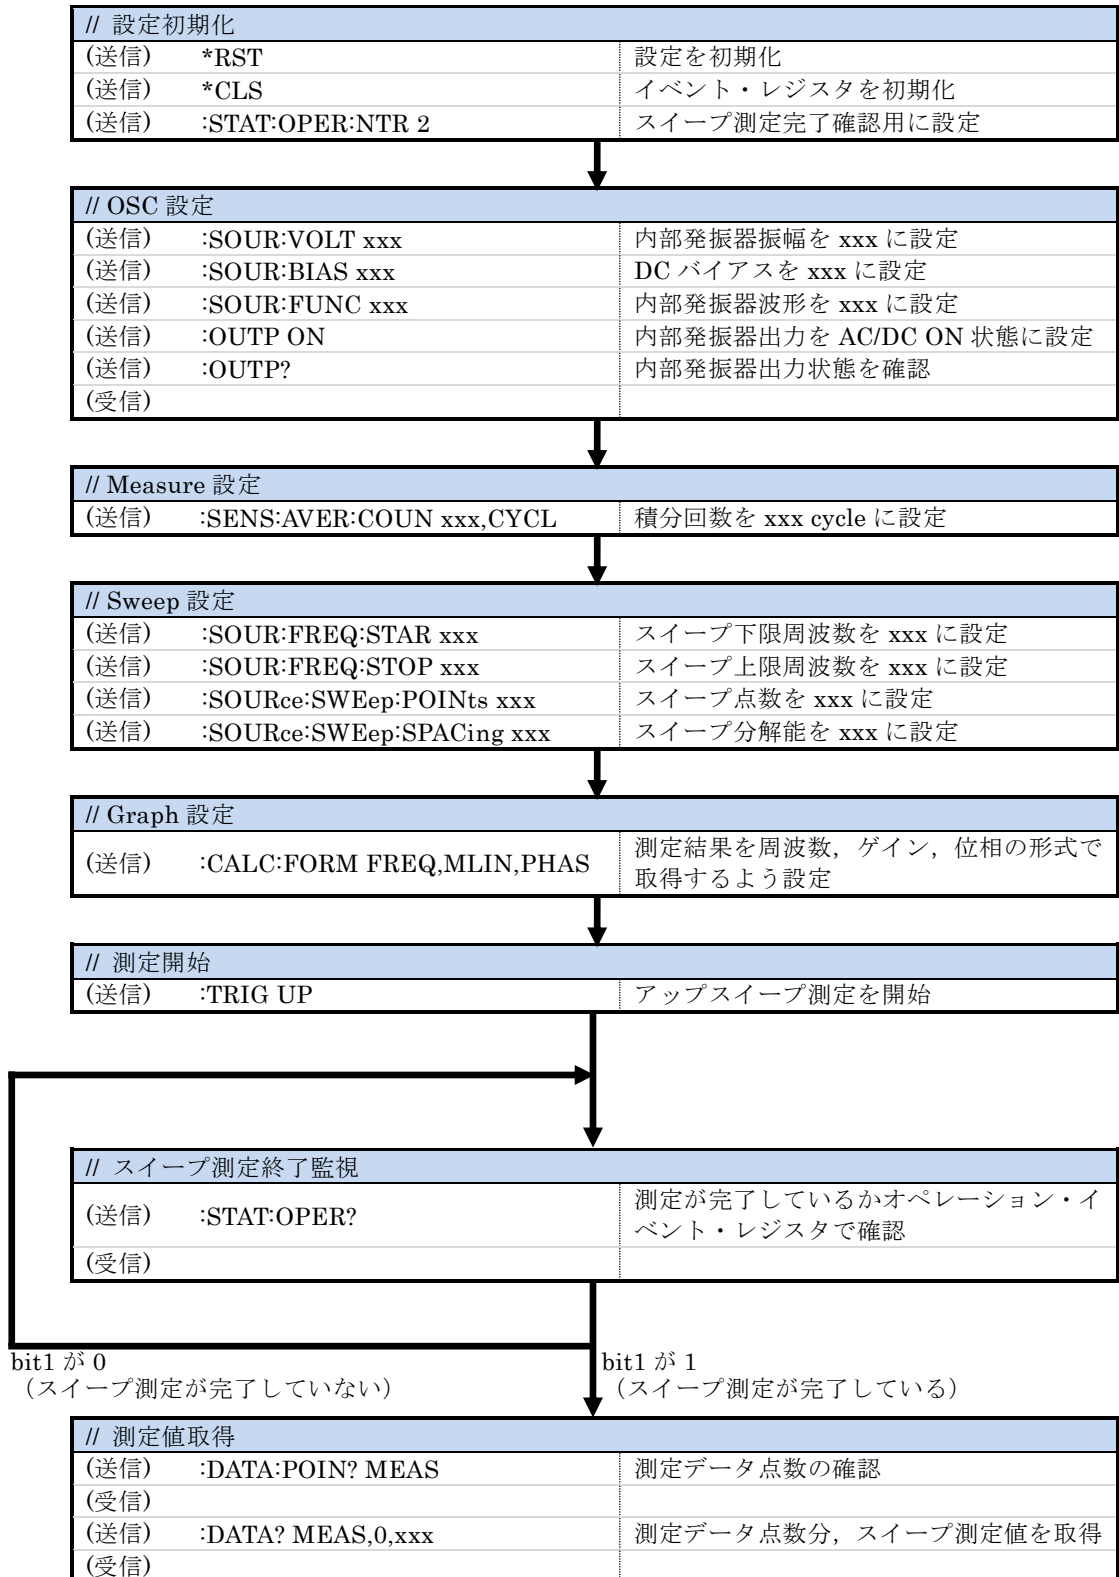 // 設定初期化
(送信) *RST 設定を初期化
(送信) *CLS イベント・レジスタを初期化
(送信) :STAT:OPER:NTR 2 スイープ測定完了確認用に設定
// OSC 設定
(送信) :SOUR:VOLT xxx 内部発振器振幅を xxx に設定
(送信) :SOUR:BIAS xxx DC バイアスを xxx に設定
(送信) :SOUR:FUNC xxx 内部発振器波形を xxx に設定
(送信) :OUTP ON 内部発振器出力を AC/DC ON 状態に設定
(送信) :OUTP? 内部発振器出力状態を確認
(受信)
// Measure 設定
(送信) :SENS:AVER:COUN xxx,CYCL 積分回数を xxx cycle に設定
// Sweep 設定
(送信) :SOUR:FREQ:STAR xxx スイープ下限周波数を xxx に設定
(送信) :SOUR:FREQ:STOP xxx スイープ上限周波数を xxx に設定
(送信) :SOURce:SWEep:POINts xxx スイープ点数を xxx に設定
(送信) :SOURce:SWEep:SPACing xxx スイープ分解能を xxx に設定
// Graph 設定
(送信) :CALC:FORM FREQ,MLIN,PHAS 測定結果を周波数，ゲイン，位相の形式で
取得するよう設定
// 測定開始
(送信) :TRIG UP アップスイープ測定を開始
// スイープ測定終了監視
(送信) :STAT:OPER? 測定が完了しているかオペレーション・イ
ベント・レジスタで確認
(受信)
bit1 が 0
（スイープ測定が完了していない）
bit1 が 1
（スイープ測定が完了している）
// 測定値取得
(送信) :DATA:POIN? MEAS 測定データ点数の確認
(受信)
(送信) :DATA? MEAS,0,xxx 測定データ点数分，スイープ測定値を取得
(受信)